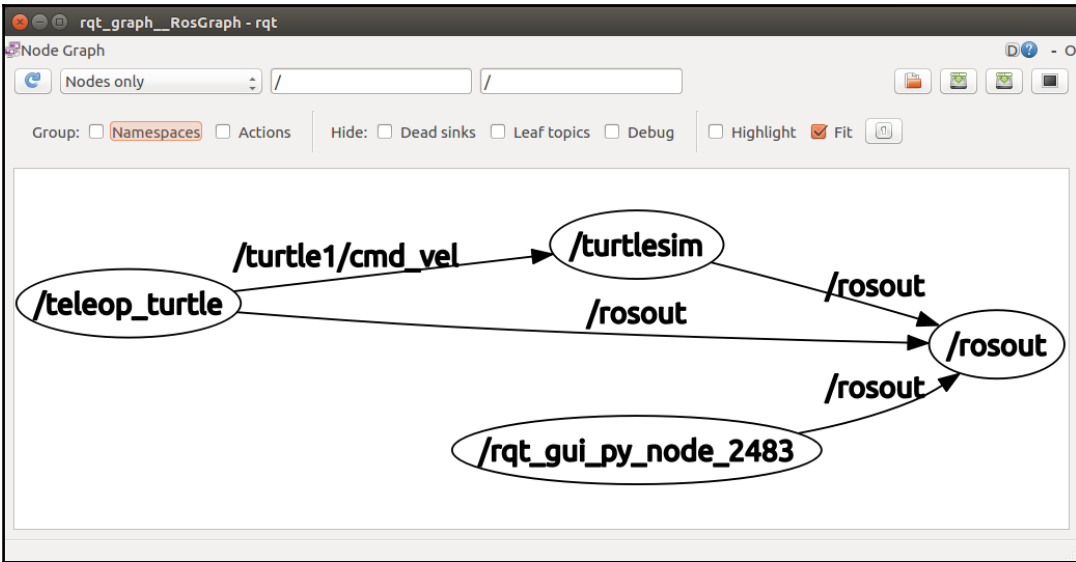 rqt_graph__RosGraph - rqt
Node Graph D ? - O
Nodes only / /
Group: Namespaces Actions Hide: Dead sinks Leaf topics Debug Highlight Fit
/turtle1/cmd_vel
/turtlesim
/teleop_turtle
/rosout
/rosout
/rosout
/rosout
/rqt_gui_py_node_2483